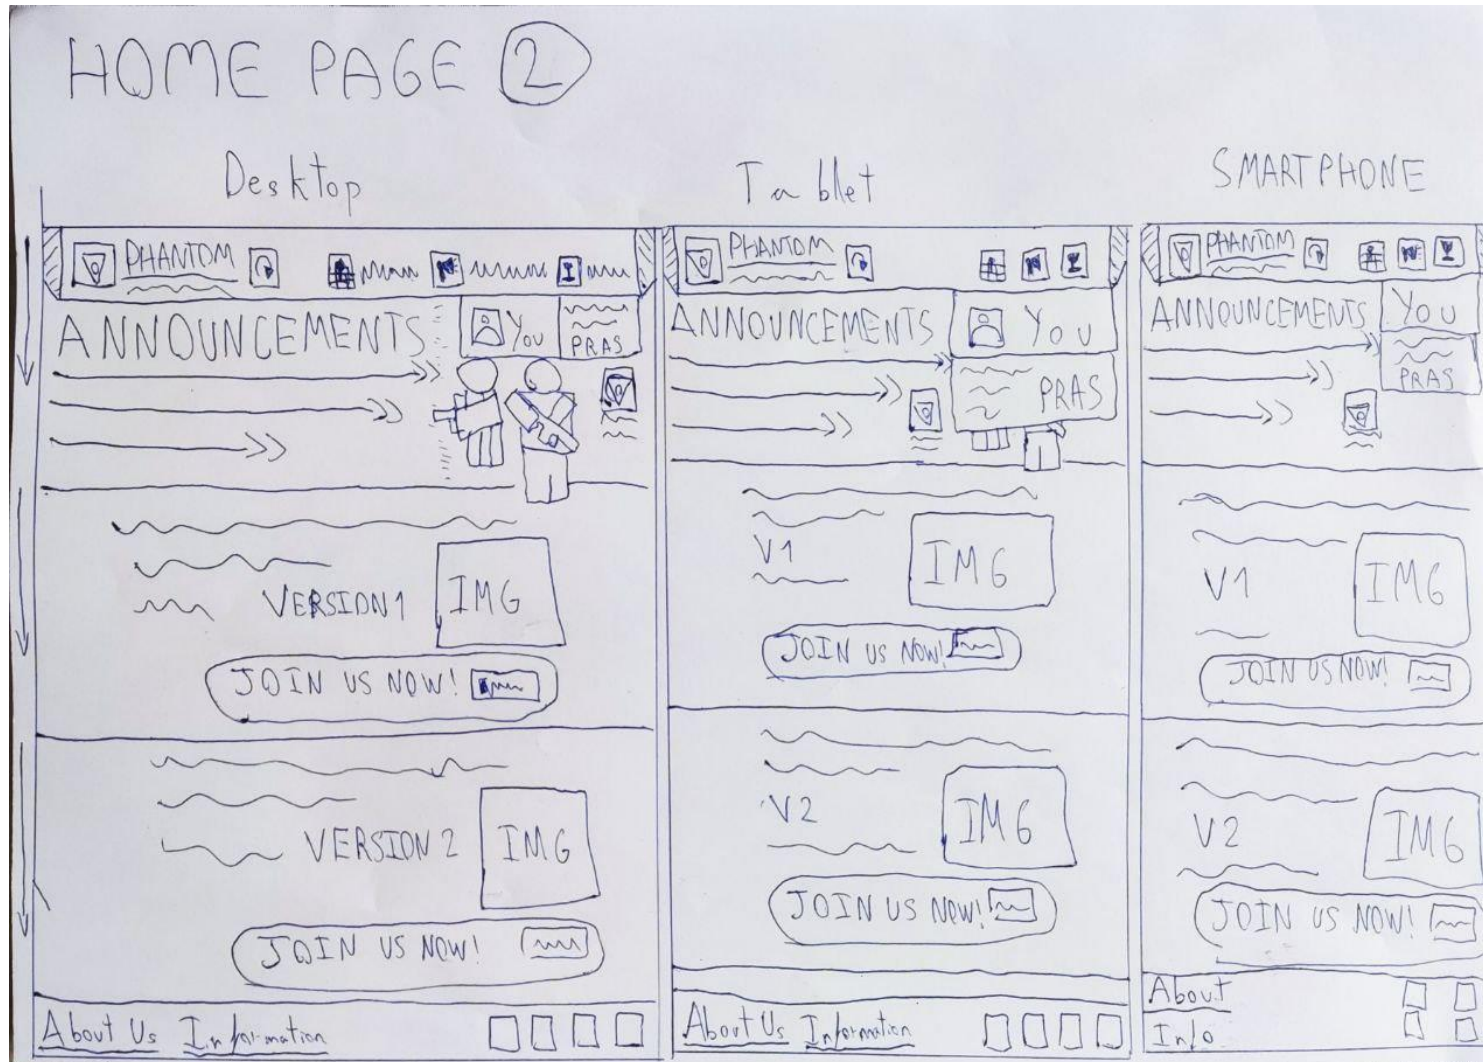 HOME PAGE 2
Desktop
PHANTOM
ANNOUNCEMENTS
You
PRAS
VERSION 1
IMG
JOIN US NOW!
VERSION 2
IMG
JOIN US NOW!
About Us Information
Tablet
PHANTOM
ANNOUNCEMENTS
You
PRAS
V1
IMG
JOIN US NOW!
V2
IMG
JOIN US NOW!
About Us Information
SMARTPHONE
PHANTOM
ANNOUNCEMENTS
You
PRAS
V1
IMG
JOIN US NOW!
V2
IMG
JOIN US NOW!
About
Info